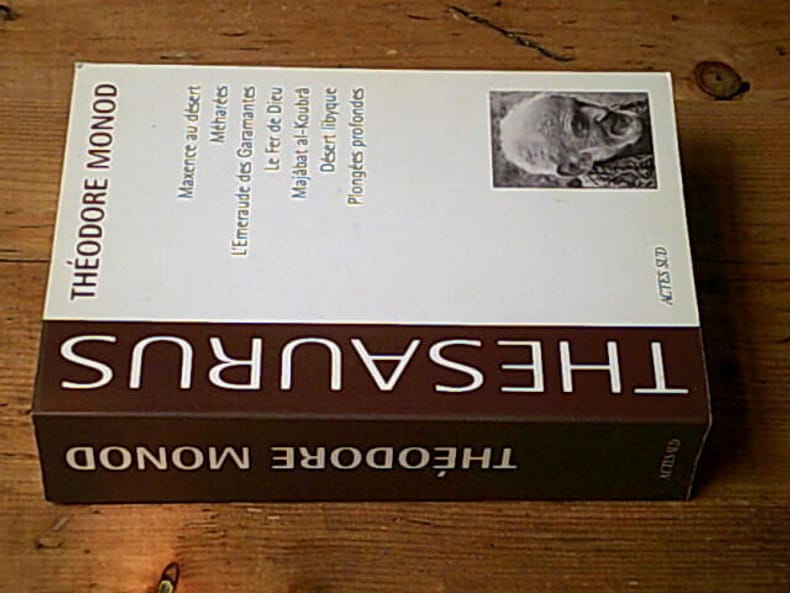 THÉODORE MONOD
Maxence au désert
Méharées
L'Emeraude des Garamantes
Le Fer de Dieu
Majâbat al-Koubrâ
Désert libyque
Plongées profondes
ACTES SUD
THESAURUS
THÉODORE MONOD
ACTES SUD